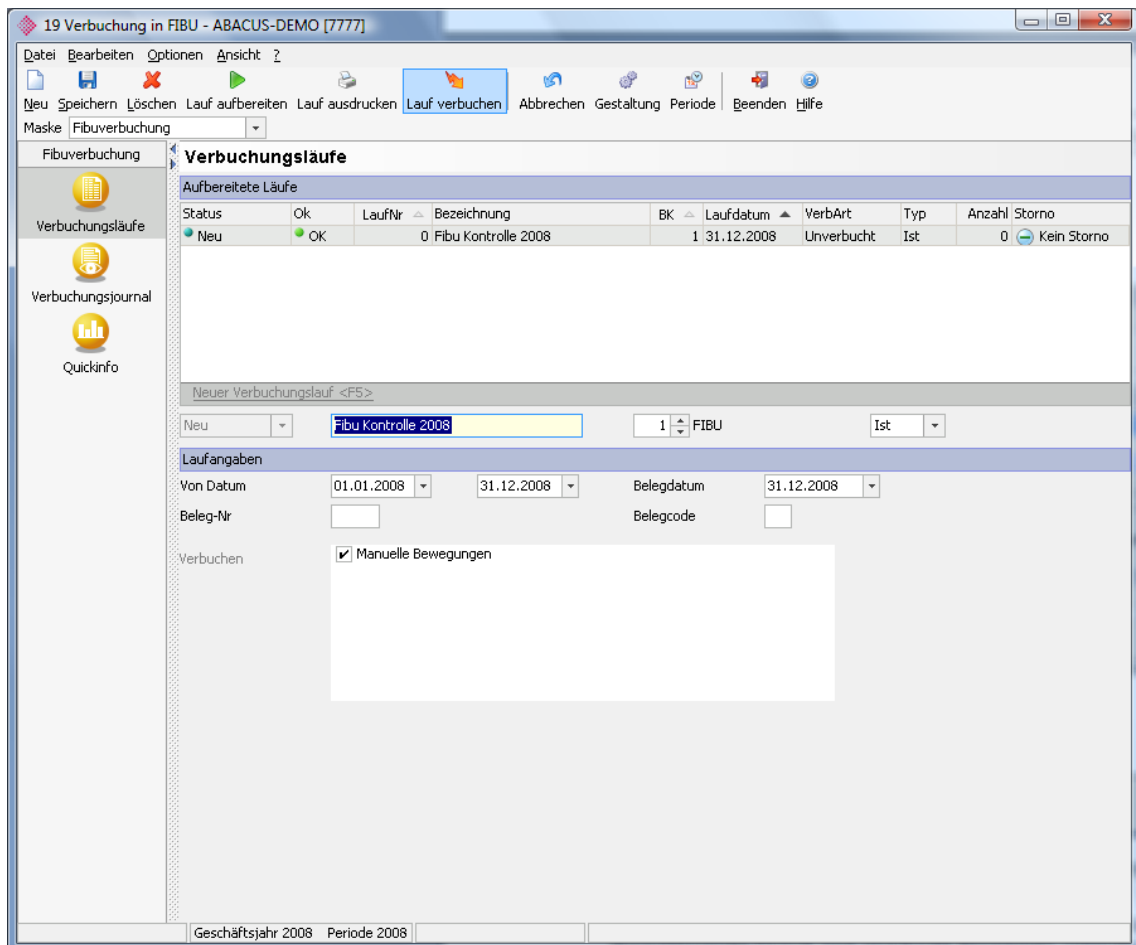 19 Verbuchung in FIBU - ABACUS-DEMO [7777]
Datei Bearbeiten Optionen Ansicht ?
Neu Speichern Löschen Lauf aufbereiten Lauf ausdrucken Lauf verbuchen Abbrechen Gestaltung Periode Beenden Hilfe
Maske Fibuverbuchung
Fibuverbuchung
Verbuchungsläufe
Verbuchungsjournal
Quickinfo
Verbuchungsläufe
Aufbereitete Läufe
Status Ok LaufNr Bezeichnung BK Laufdatum VerbArt Typ Anzahl Storno
Neu OK 0 Fibu Kontrolle 2008 1 31.12.2008 Unverbucht Ist 0 Kein Storno
Neuer Verbuchungslauf <F5>
Neu Fibu Kontrolle 2008 1 FIBU Ist
Laufangaben
Von Datum 01.01.2008 31.12.2008 Belegdatum 31.12.2008
Beleg-Nr Belegcode
Verbuchen Manuelle Bewegungen
Geschäftsjahr 2008 Periode 2008